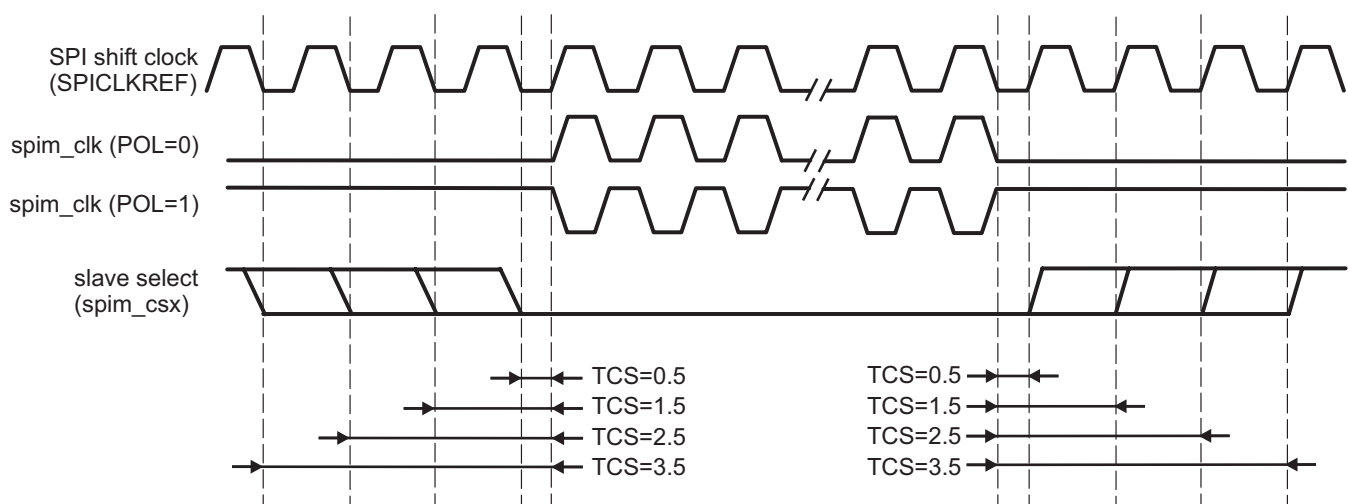 SPI shift clock
(SPICLKREF)
spim_clk (POL=0)
spim_clk (POL=1)
slave select
(spim_csx)
TCS=0.5
TCS=1.5
TCS=2.5
TCS=3.5
TCS=0.5
TCS=1.5
TCS=2.5
TCS=3.5